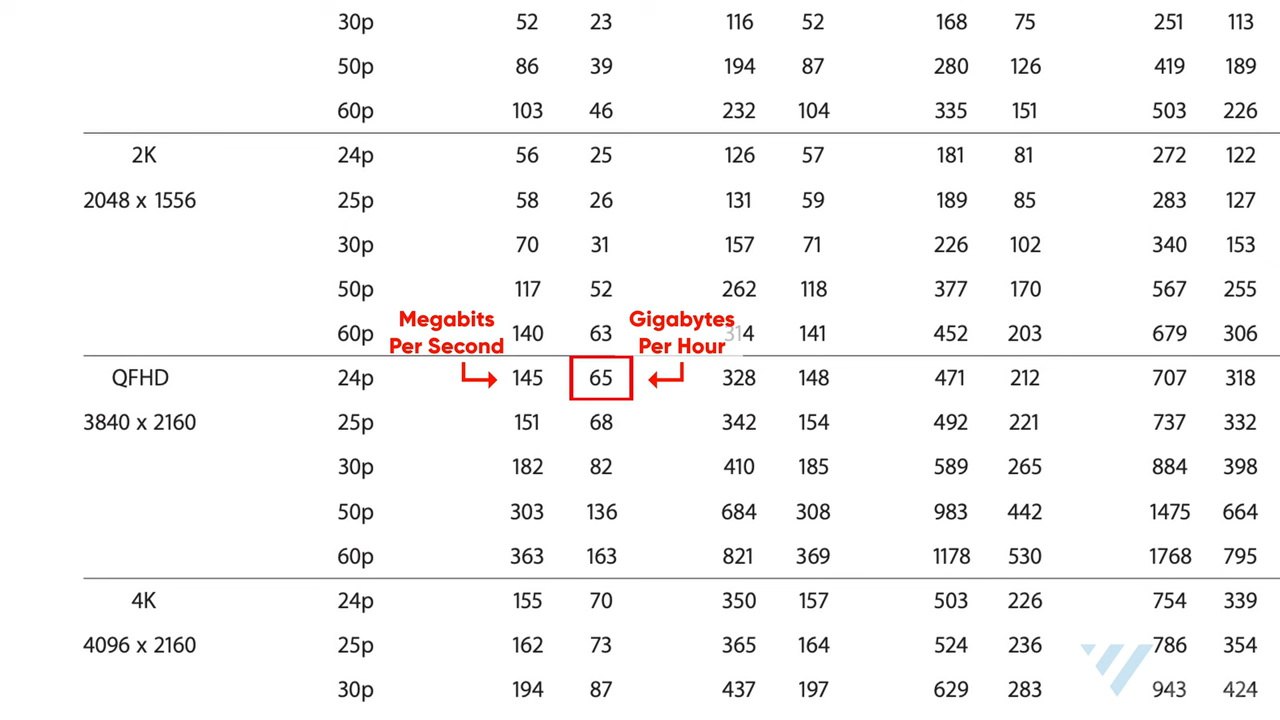 30p 52 23 116 52 168 75 251 113
50p 86 39 194 87 280 126 419 189
60p 103 46 232 104 335 151 503 226
2K 24p 56 25 126 57 181 81 272 122
2048 x 1556 25p 58 26 131 59 189 85 283 127
30p 70 31 157 71 226 102 340 153
50p 117 52 262 118 377 170 567 255
Megabits Gigabytes
60p 140 63 314 141 452 203 679 306
Per Second Per Hour
QFHD 24p 145 65 328 148 471 212 707 318
3840 x 2160 25p 151 68 342 154 492 221 737 332
30p 182 82 410 185 589 265 884 398
50p 303 136 684 308 983 442 1475 664
60p 363 163 821 369 1178 530 1768 795
4K 24p 155 70 350 157 503 226 754 339
4096 x 2160 25p 162 73 365 164 524 236 786 354
30p 194 87 437 197 629 283 943 424